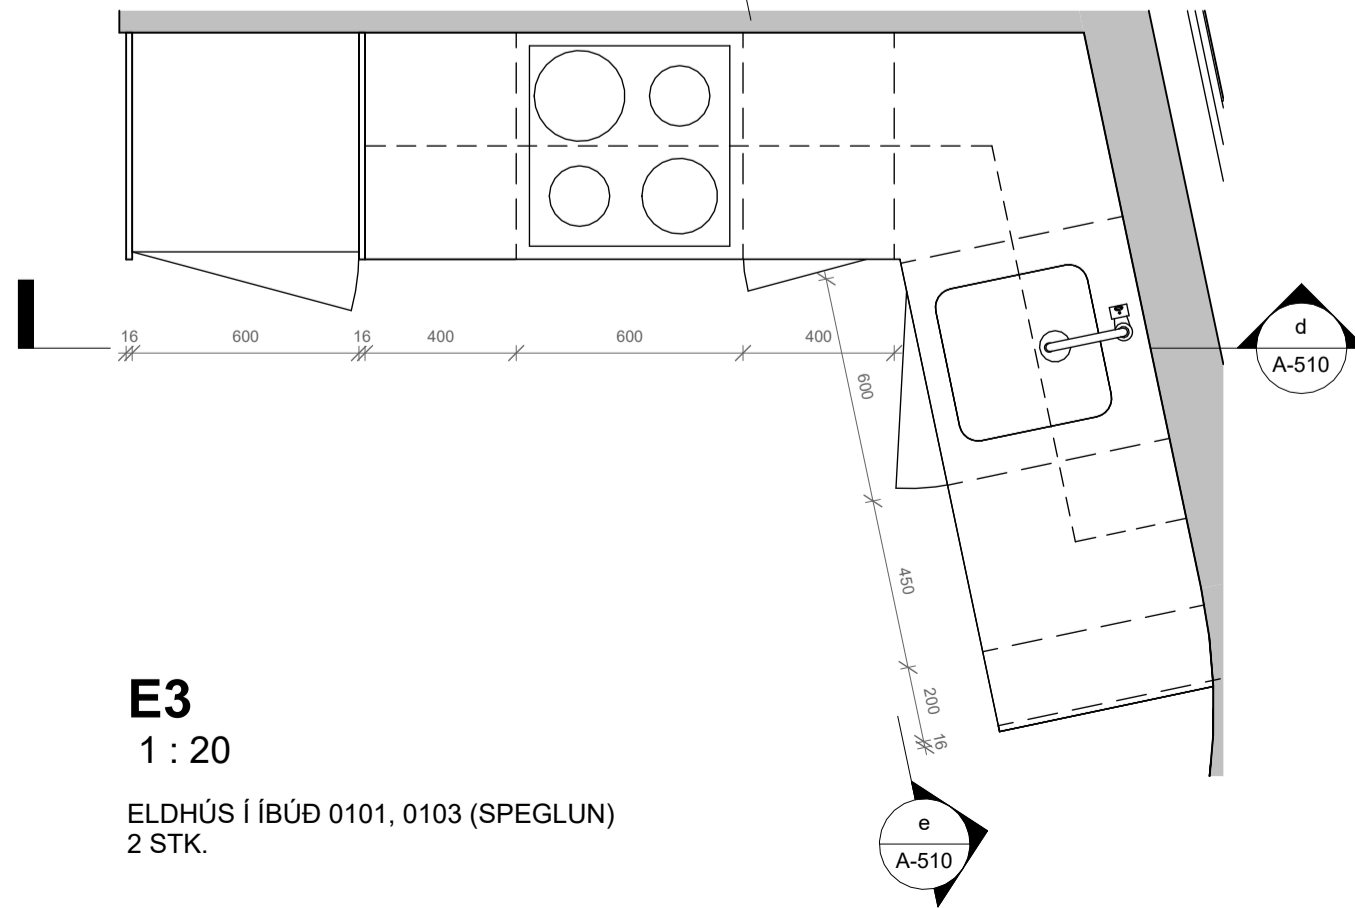 16 600 16 400 600 400
d
A-510
600
450
200
16
E3
1 : 20
ELDHÚS Í ÍBÚÐ 0101, 0103 (SPEGLUN)
2 STK.
e
A-510